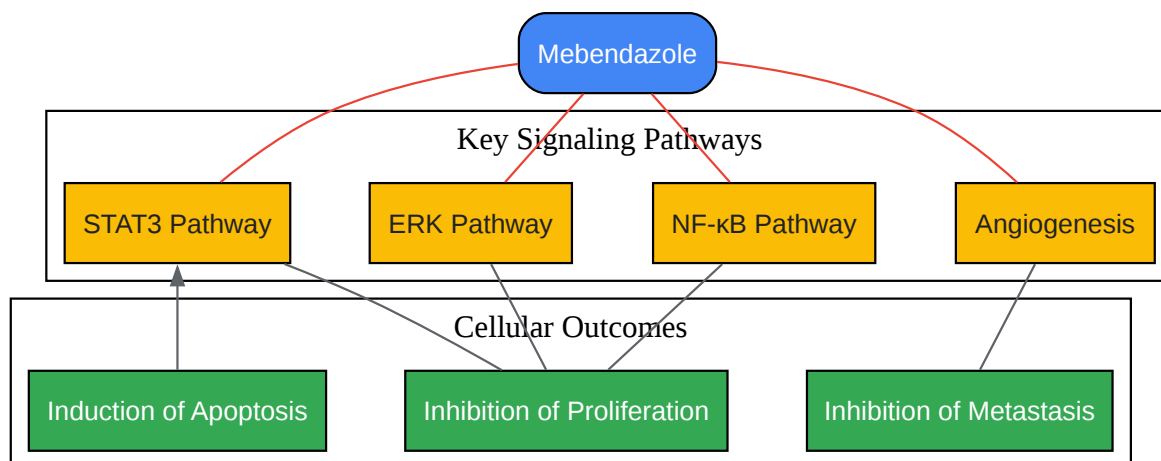 Mebendazole
Key Signaling Pathways
STAT3 Pathway
ERK Pathway
NF-κB Pathway
Angiogenesis
Cellular Outcomes
Induction of Apoptosis
Inhibition of Proliferation
Inhibition of Metastasis